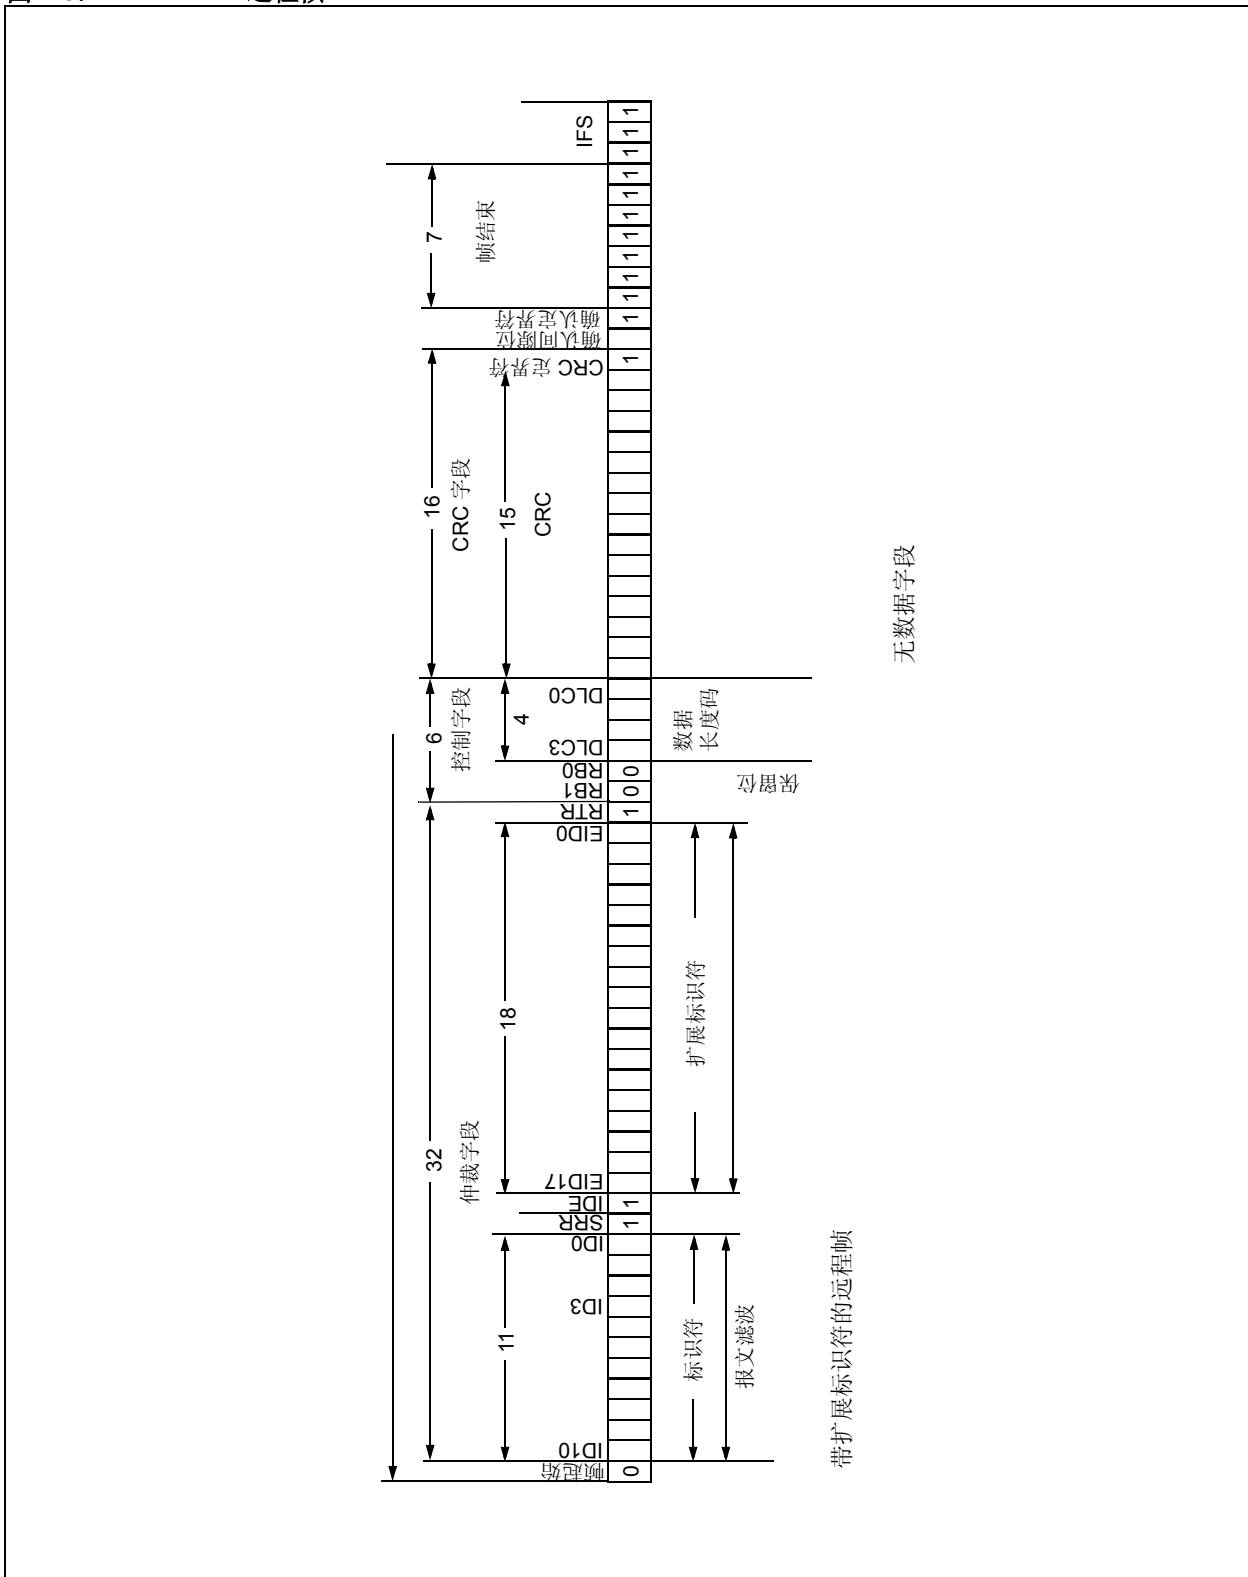 远程帧
IFS
1 1 1
7
帧结束
1 1 1 1 1 1 1
确认定界符
1
确认间隙位
CRC 定界符
1
16
CRC 字段
15
CRC
无数据字段
6
控制字段
4
DLC0
DLC3
数据
长度码
RB0
0
RB1
0
保留位
RTR
1
32
仲裁字段
18
EID0
EID17
扩展标识符
IDE
1
SRR
1
11
ID0
ID3
ID10
标识符
报文滤波
帧起始
0
带扩展标识符的远程帧